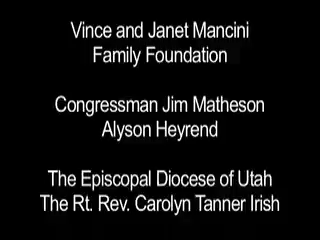 Vince and Janet Mancini
Family Foundation
Congressman Jim Matheson
Alyson Heyrend
The Episcopal Diocese of Utah
The Rt. Rev. Carolyn Tanner Irish